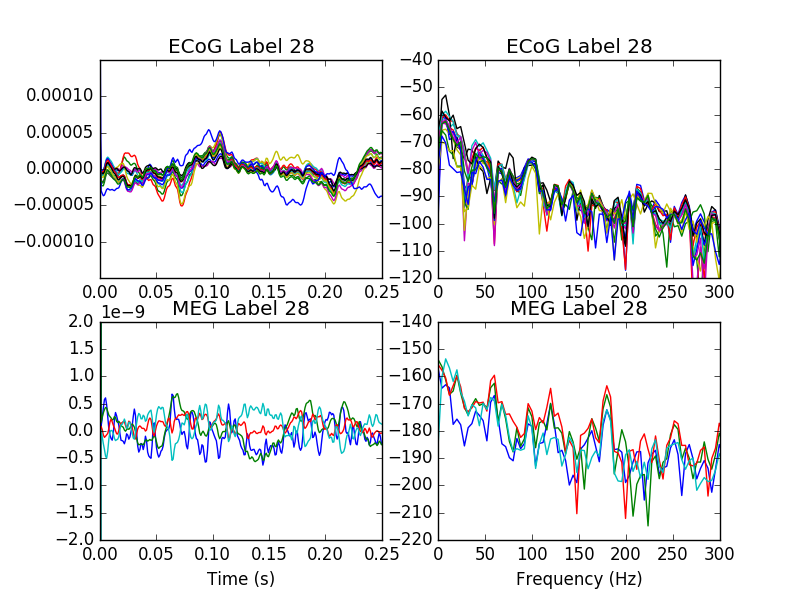 ECoG Label 28
0.00010
0.00005
0.00000
−0.00005
−0.00010
0.00 0.05 0.10 0.15 0.20 0.25
ECoG Label 28
−40
−50
−60
−70
−80
−90
−100
−110
−120
0 50 100 150 200 250 300
1e−9
MEG Label 28
2.0
1.5
1.0
0.5
0.0
−0.5
−1.0
−1.5
−2.0
0.00 0.05 0.10 0.15 0.20 0.25
Time (s)
MEG Label 28
−140
−150
−160
−170
−180
−190
−200
−210
−220
0 50 100 150 200 250 300
Frequency (Hz)